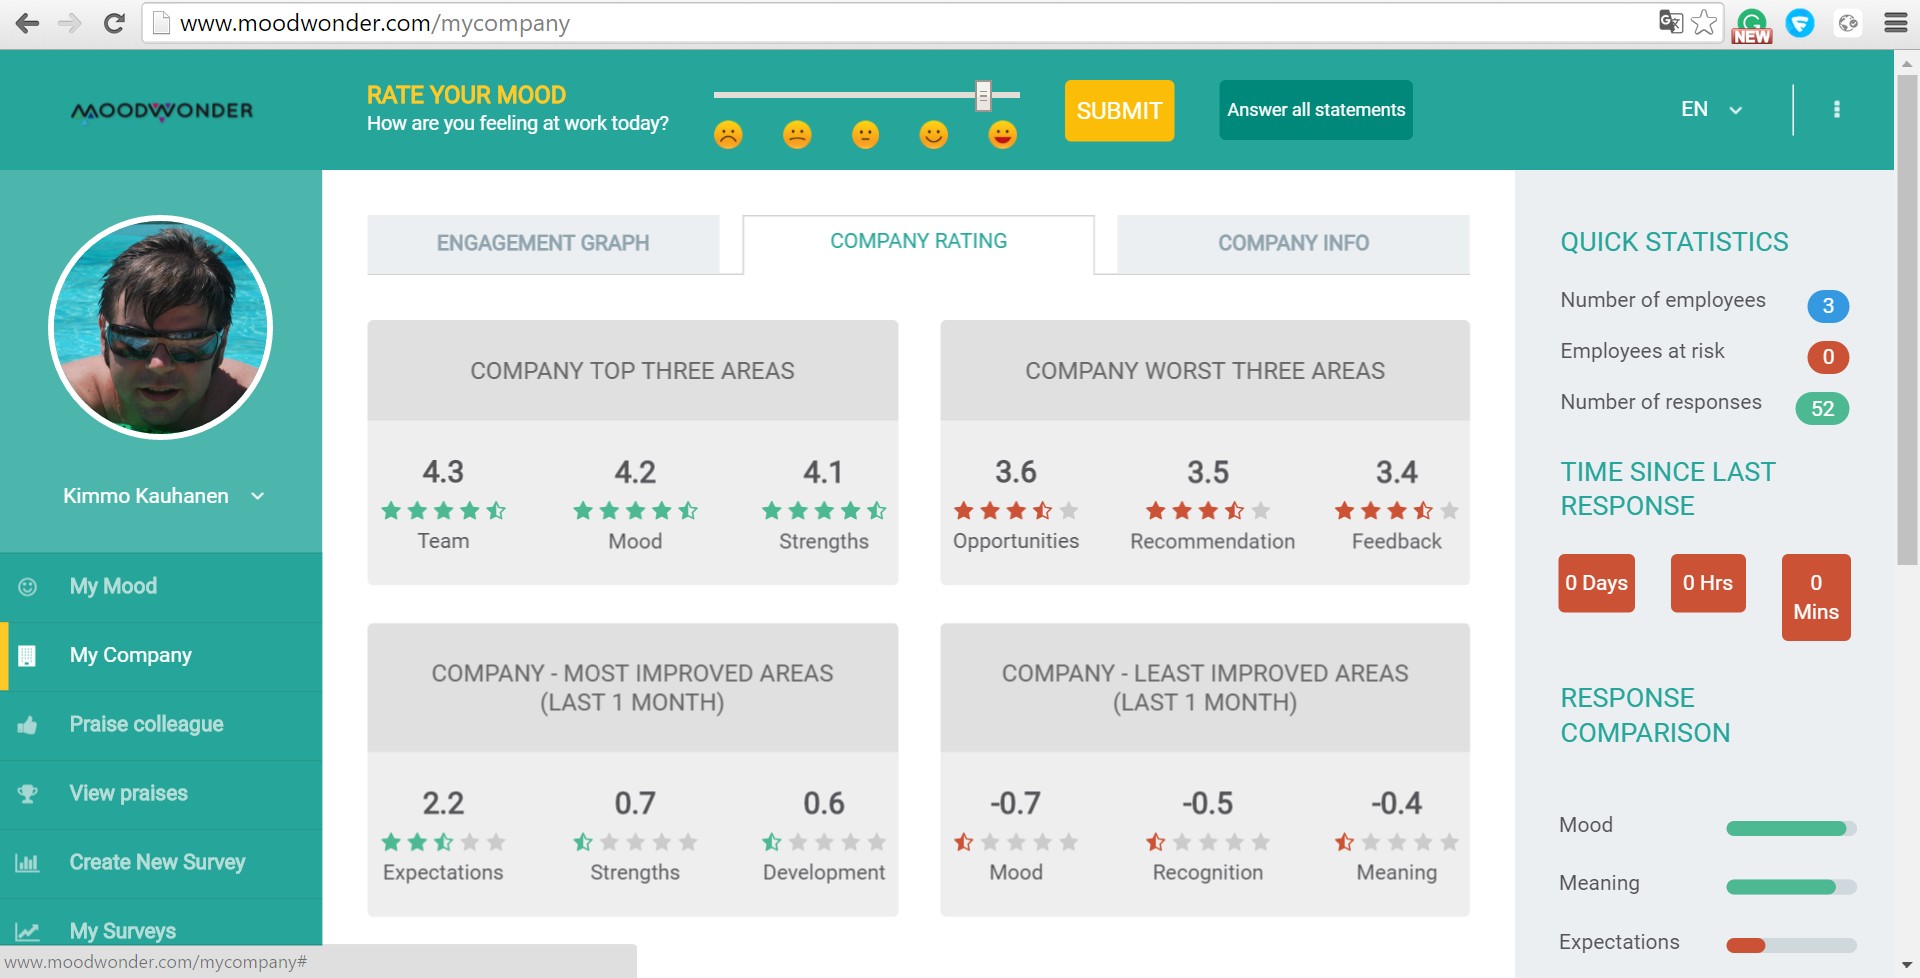 www.moodwonder.com/mycompany
NEW
MOODWONDER
RATE YOUR MOOD
How are you feeling at work today?
SUBMIT
Answer all statements
EN
Kimmo Kauhanen
My Mood
My Company
Praise colleague
View praises
Create New Survey
My Surveys
www.moodwonder.com/mycompany#
ENGAGEMENT GRAPH
COMPANY RATING
COMPANY INFO
COMPANY TOP THREE AREAS
4.3 4.2 4.1
Team Mood Strengths
COMPANY WORST THREE AREAS
3.6 3.5 3.4
Opportunities Recommendation Feedback
COMPANY - MOST IMPROVED AREAS
(LAST 1 MONTH)
2.2 0.7 0.6
Expectations Strengths Development
COMPANY - LEAST IMPROVED AREAS
(LAST 1 MONTH)
-0.7 -0.5 -0.4
Mood Recognition Meaning
QUICK STATISTICS
Number of employees 3
Employees at risk 0
Number of responses 52
TIME SINCE LAST
RESPONSE
0 Days 0 Hrs 0
Mins
RESPONSE
COMPARISON
Mood
Meaning
Expectations